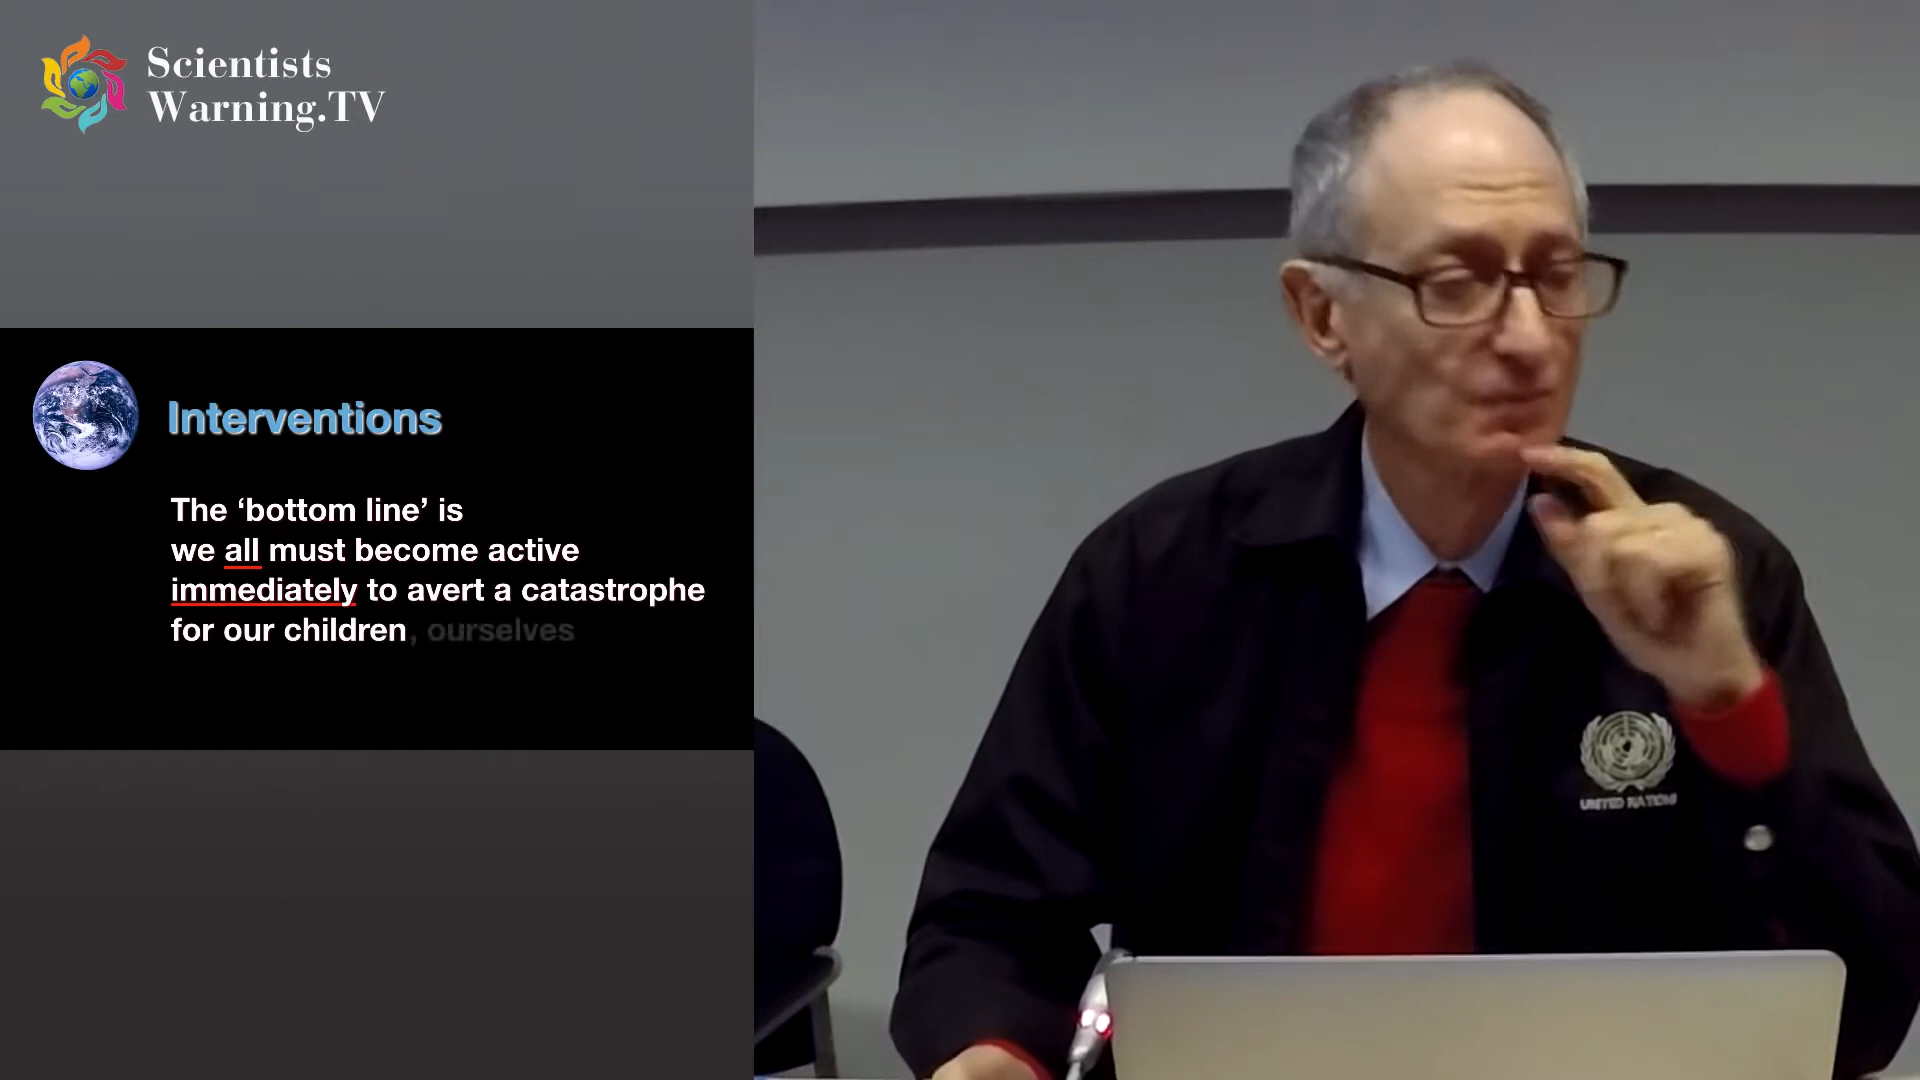 Scientists
Warning.TV
Interventions
The ‘bottom line’ is
we all must become active
immediately to avert a catastrophe
for our children, ourselves
UNITED NATIONS